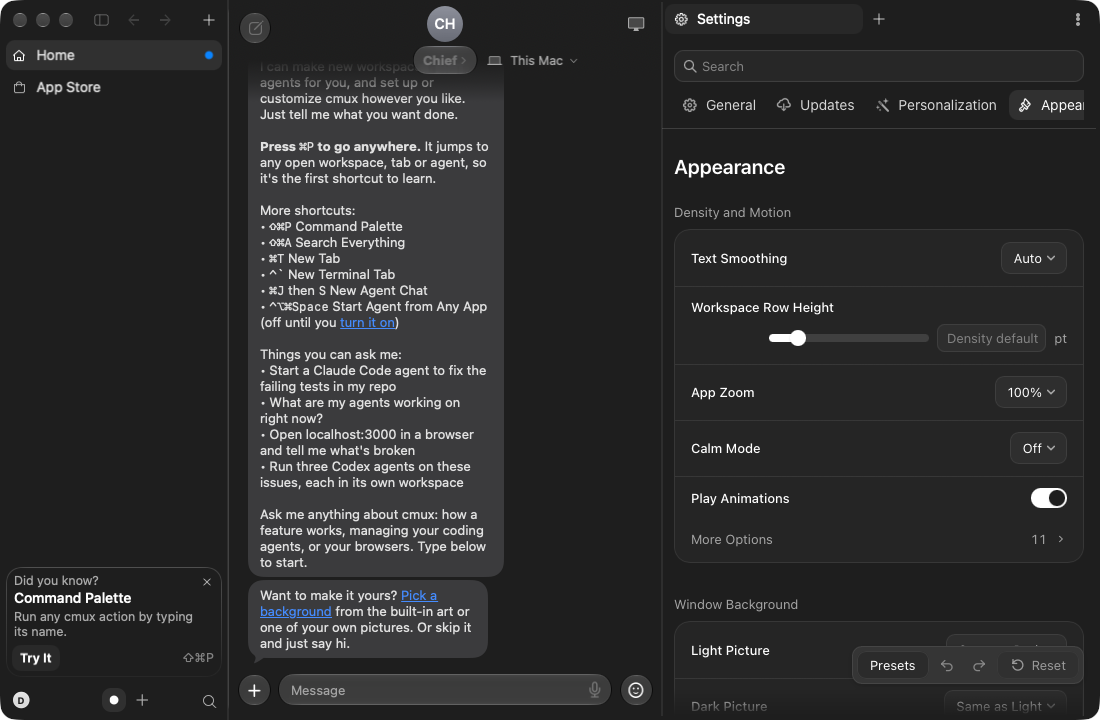 Home
App Store
Did you know?
Command Palette
Run any cmux action by typing
its name.
Try It
⇧⌘P
D
CH
Chief
This Mac
I can make new
agents for you, and set up or
customize cmux however you like.
Just tell me what you want done.
Press ⌘P to go anywhere. It jumps to
any open workspace, tab or agent, so
it's the first shortcut to learn.
More shortcuts:
• ⇧⌘P Command Palette
• ⇧⌘A Search Everything
• ⌘T New Tab
• ^` New Terminal Tab
• ⌘J then S New Agent Chat
• ^⌥⌘Space Start Agent from Any App
(off until you turn it on)
Things you can ask me:
• Start a Claude Code agent to fix the
failing tests in my repo
• What are my agents working on
right now?
• Open localhost:3000 in a browser
and tell me what's broken
• Run three Codex agents on these
issues, each in its own workspace
Ask me anything about cmux: how a
feature works, managing your coding
agents, or your browsers. Type below
to start.
Want to make it yours? Pick a
background from the built-in art or
one of your own pictures. Or skip it
and just say hi.
Message
Settings
Search
General
Updates
Personalization
Appear
Appearance
Density and Motion
Text Smoothing
Auto
Workspace Row Height
Density default
pt
App Zoom
100%
Calm Mode
Off
Play Animations
More Options
11
Window Background
Light Picture
Presets
Reset
Dark Picture
Same as Light